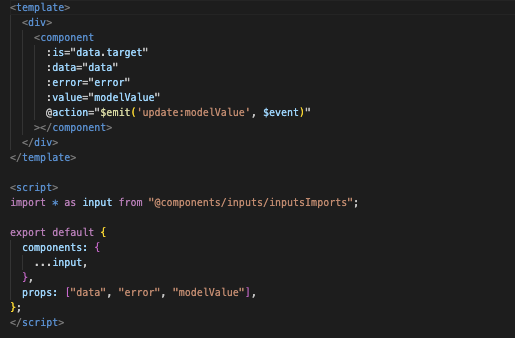 <template>
  <div>
    <component
      :is="data.target"
      :data="data"
      :error="error"
      :value="modelValue"
      @action="$emit('update:modelValue', $event)"
    ></component>
  </div>
</template>

<script>
import * as input from "@components/inputs/inputsImports";

export default {
  components: {
    ...input,
  },
  props: ["data", "error", "modelValue"],
};
</script>